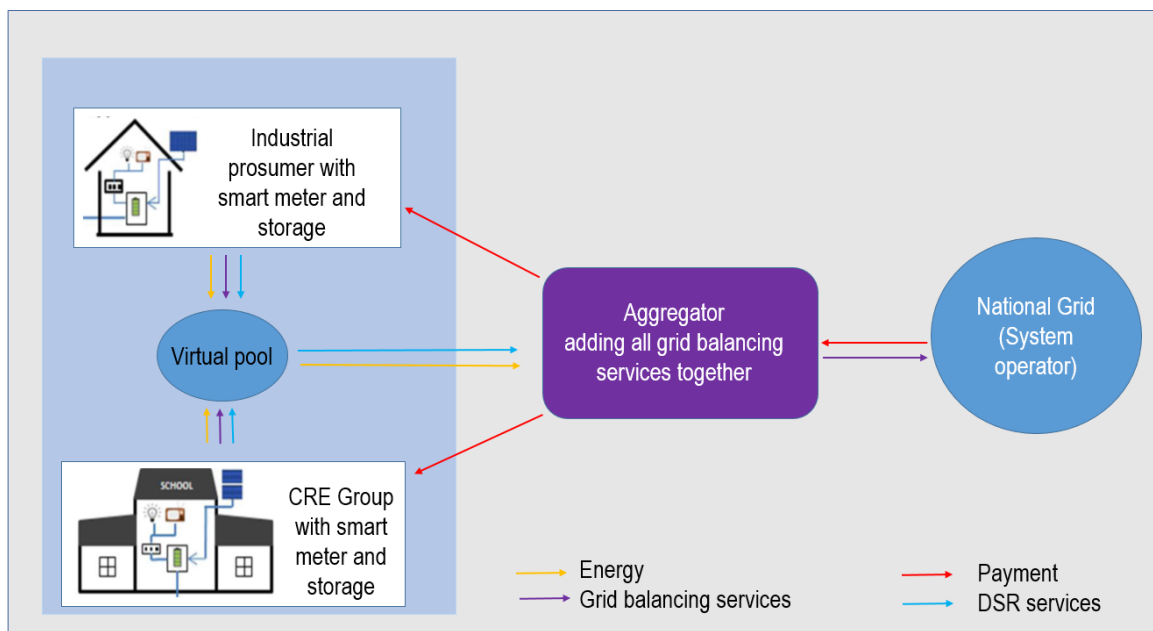 Industrial
prosumer with
smart meter and
storage
Virtual pool
SCHOOL
CRE Group
with smart
meter and
storage
Aggregator
adding all grid balancing
services together
National Grid
(System
operator)
Energy
Grid balancing services
Payment
DSR services